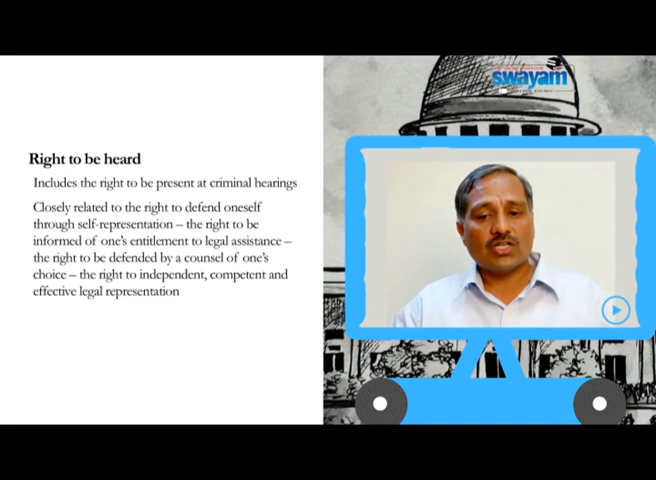 swayam
Right to be heard
Includes the right to be present at criminal hearings
Closely related to the right to defend oneself
through self-representation – the right to be
informed of one's entitlement to legal assistance –
the right to be defended by a counsel of one's
choice – the right to independent, competent and
effective legal representation